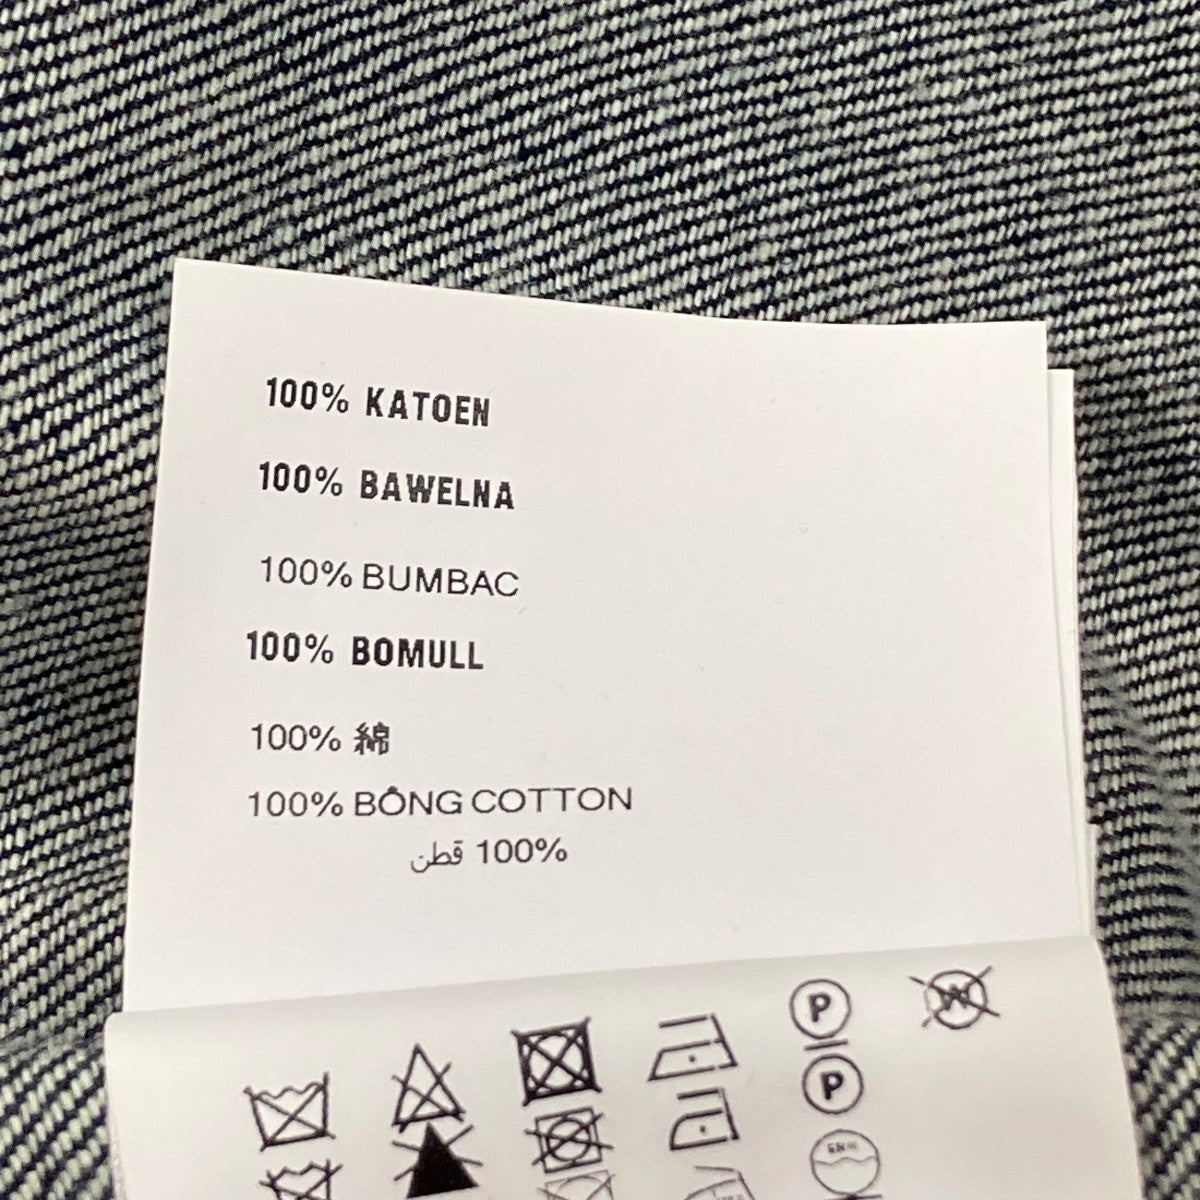 100% KATOEN
100% BAWELNA
100% BUMBAC
100% BOMULL
100% 綿
100% BÔNG COTTON
100% قطن
P
W
P